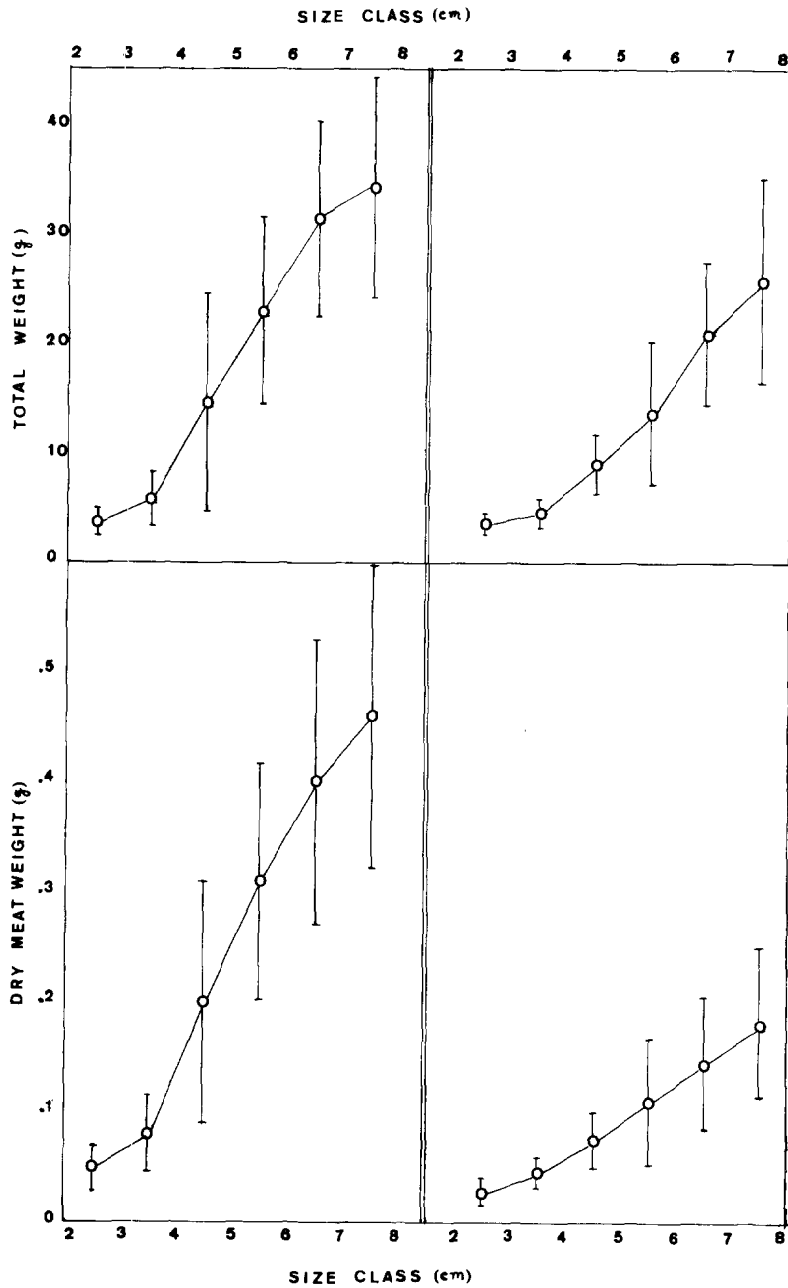 SIZE CLASS (cm)
2 3 4 5 6 7 8 2 3 4 5 6 7 8
TOTAL WEIGHT (g)
40
30
20
10
0
DRY MEAT WEIGHT (g)
.5
.4
.3
.2
.1
0
2 3 4 5 6 7 8 2 3 4 5 6 7 8
SIZE CLASS (cm)